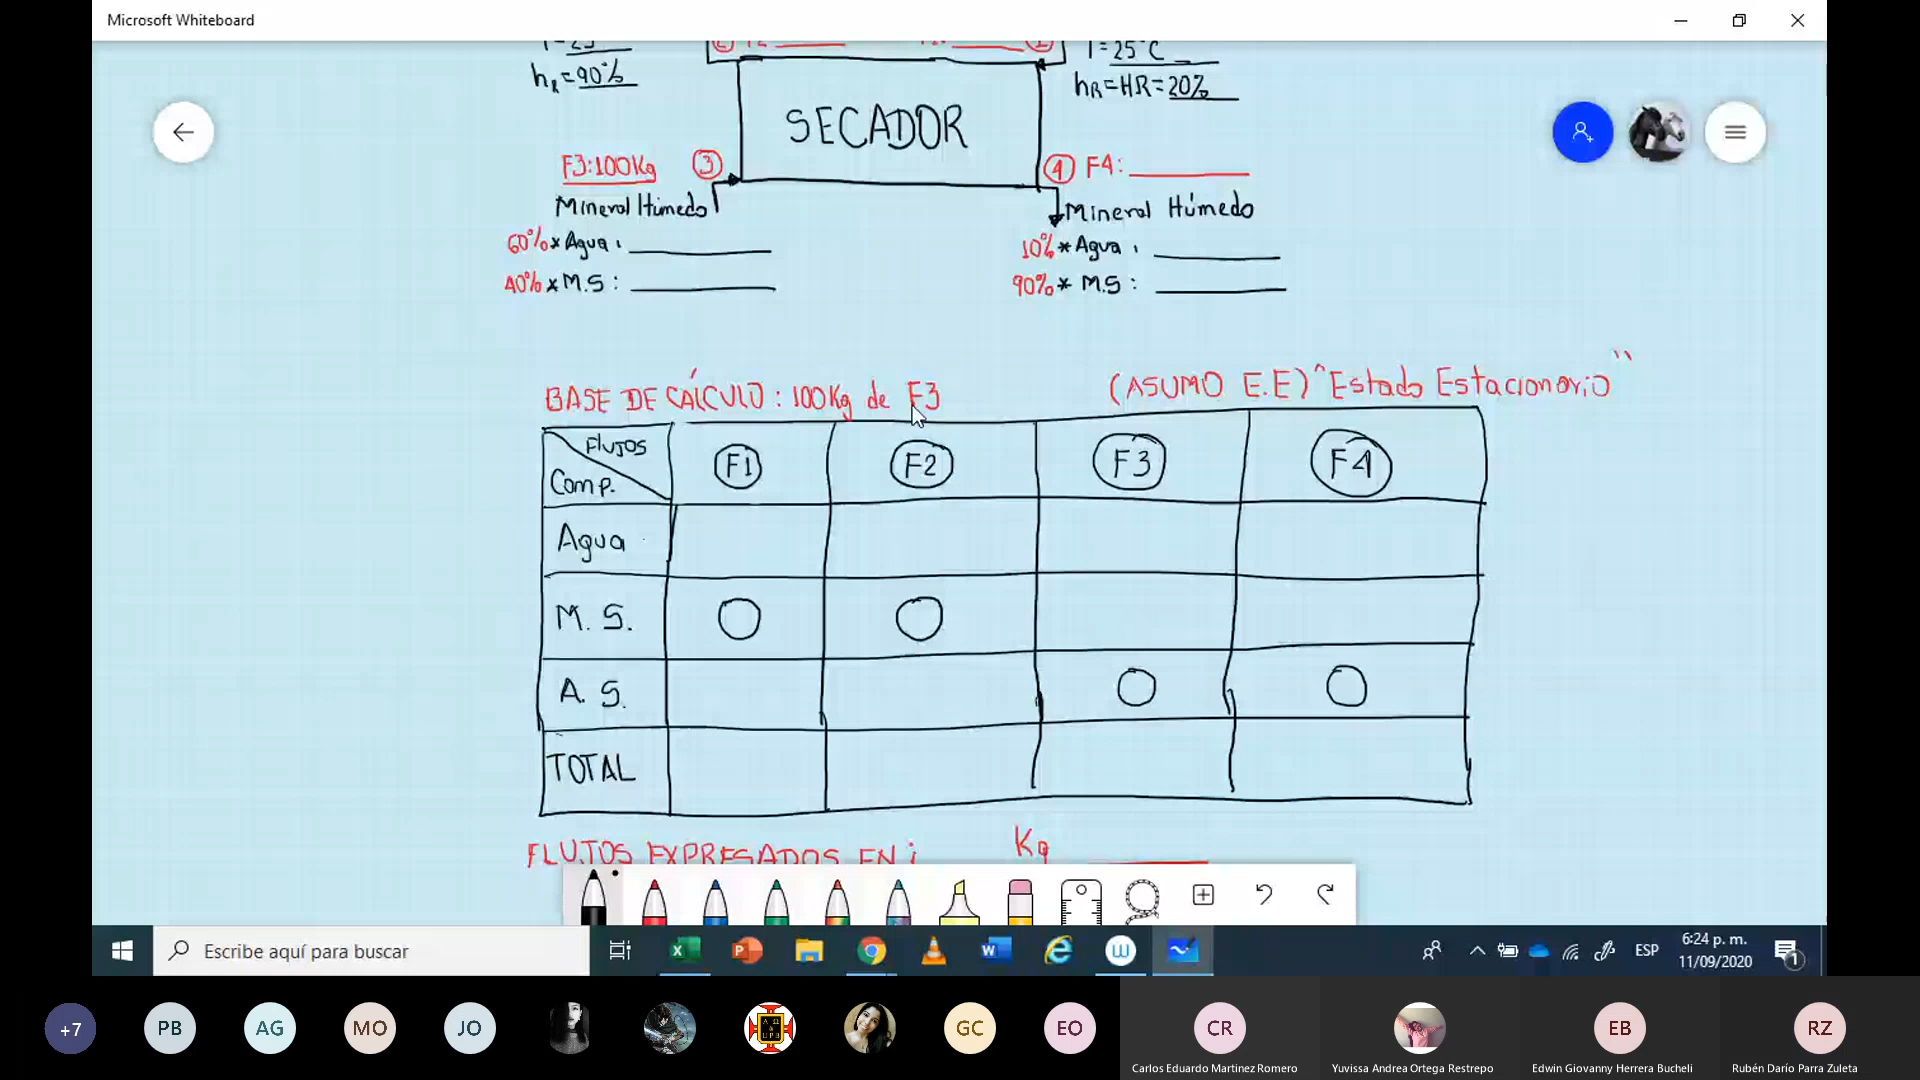 Microsoft Whiteboard
T=25°C
hR=90%
hR=HR=20%
SECADOR
F3:100Kg
3
4
F4:
Mineral Húmedo
Mineral Húmedo
60% * Agua:
10% * Agua:
40% * M.S:
90% * M.S:
BASE DE CÁLCULO: 100Kg de F3
(ASUMO E.E) "Estado Estacionario"
Flujos
Comp.
F1
F2
F3
F4
Agua
M. S.
A. S.
TOTAL
FLUJOS EXPRESADOS EN:
Kg
Escribe aquí para buscar
ESP
6:24 p. m.
11/09/2020
1
+7
PB
AG
MO
JO
GC
EO
CR
EB
RZ
Carlos Eduardo Martinez Romero
Yuvissa Andrea Ortega Restrepo
Edwin Giovanny Herrera Bucheli
Rubén Darío Parra Zuleta